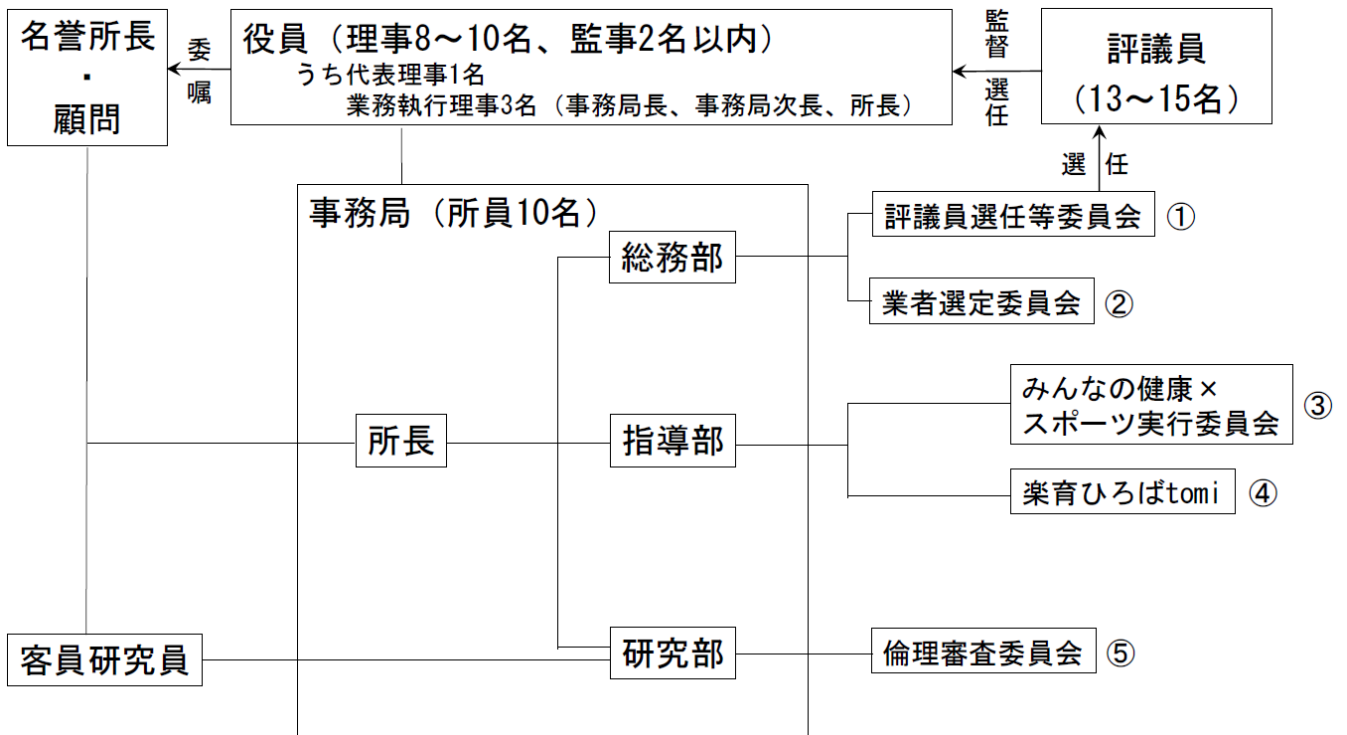 名誉所長
・
顧問
委
嘱
役員（理事8～10名、監事2名以内）
うち代表理事1名
業務執行理事3名（事務局長、事務局次長、所長）
監督
選任
評議員
（13～15名）
選 任
事務局（所員10名）
評議員選任等委員会 ①
総務部
業者選定委員会 ②
みんなの健康×
スポーツ実行委員会 ③
所長
指導部
楽育ひろばtomi ④
客員研究員
研究部
倫理審査委員会 ⑤